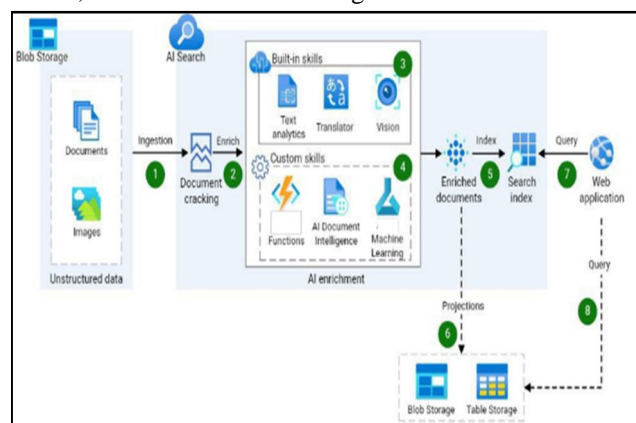 Blob Storage
AI Search
Built-in skills
3
Text
analytics
Translator
Vision
Ingestion
Enrich
Index
Query
Documents
1
Document
cracking
2
Custom skills
4
Enriched
documents
5
Search
index
7
Web
application
Images
Functions
AI Document
Intelligence
Machine
Learning
Unstructured data
AI enrichment
Query
Projections
6
8
Blob Storage
Table Storage